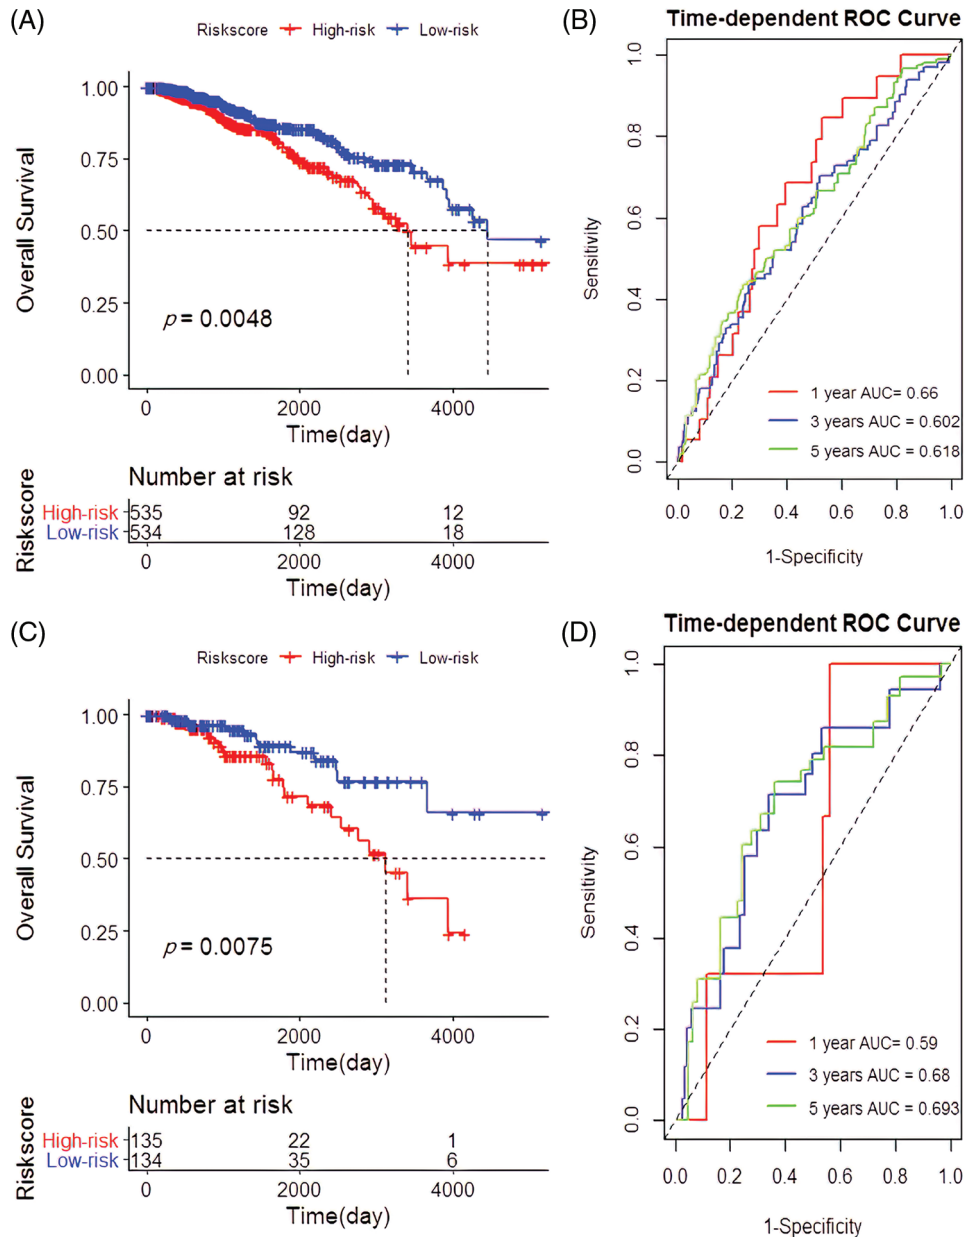 (A)
Riskscore High-risk Low-risk
1.00
0.75
0.50
0.25
0.00
Overall Survival
p = 0.0048
0 2000 4000
Time(day)
Number at risk
Riskscore
High-risk 535 92 12
Low-risk 534 128 18
0 2000 4000
Time(day)
(B)
Time-dependent ROC Curve
1.0
0.8
0.6
0.4
0.2
0.0
Sensitivity
1 year AUC= 0.66
3 years AUC = 0.602
5 years AUC = 0.618
0.0 0.2 0.4 0.6 0.8 1.0
1-Specificity
(C)
Riskscore High-risk Low-risk
1.00
0.75
0.50
0.25
0.00
Overall Survival
p = 0.0075
0 2000 4000
Time(day)
Number at risk
Riskscore
High-risk 135 22 1
Low-risk 134 35 6
0 2000 4000
Time(day)
(D)
Time-dependent ROC Curve
1.0
0.8
0.6
0.4
0.2
0.0
Sensitivity
1 year AUC= 0.59
3 years AUC = 0.68
5 years AUC = 0.693
0.0 0.2 0.4 0.6 0.8 1.0
1-Specificity